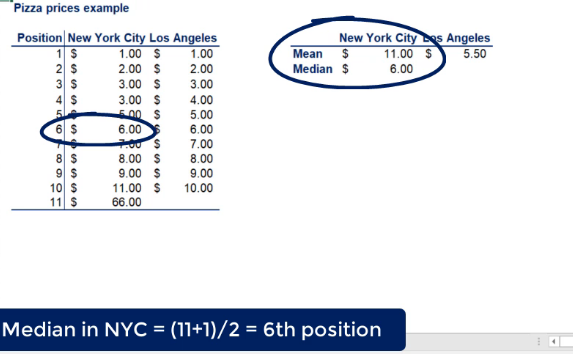 Pizza prices example
Position New York City Los Angeles
1 $ 1.00 $ 1.00
2 $ 2.00 $ 2.00
3 $ 3.00 $ 3.00
4 $ 3.00 $ 4.00
5 $ 5.00 $ 5.00
6 $ 6.00 $ 6.00
7 $ 7.00 $ 7.00
8 $ 8.00 $ 8.00
9 $ 9.00 $ 9.00
10 $ 11.00 $ 10.00
11 $ 66.00
New York City Los Angeles
Mean $ 11.00 $ 5.50
Median $ 6.00
Median in NYC = (11+1)/2 = 6th position